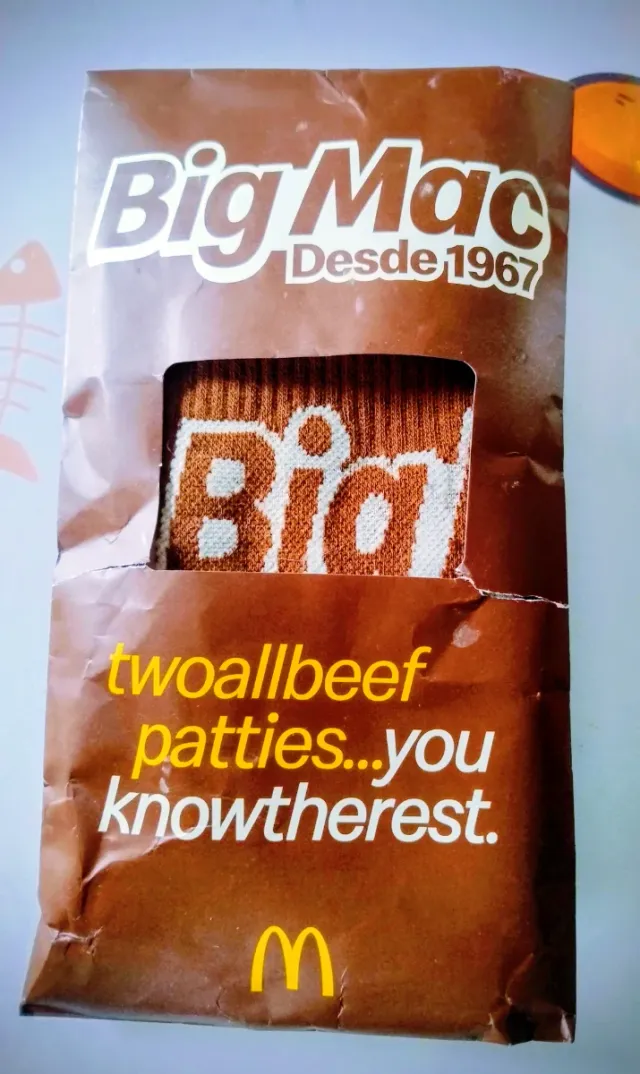 Big Mac
Desde 1967
Big
twoallbeef
patties...you
knowtherest.